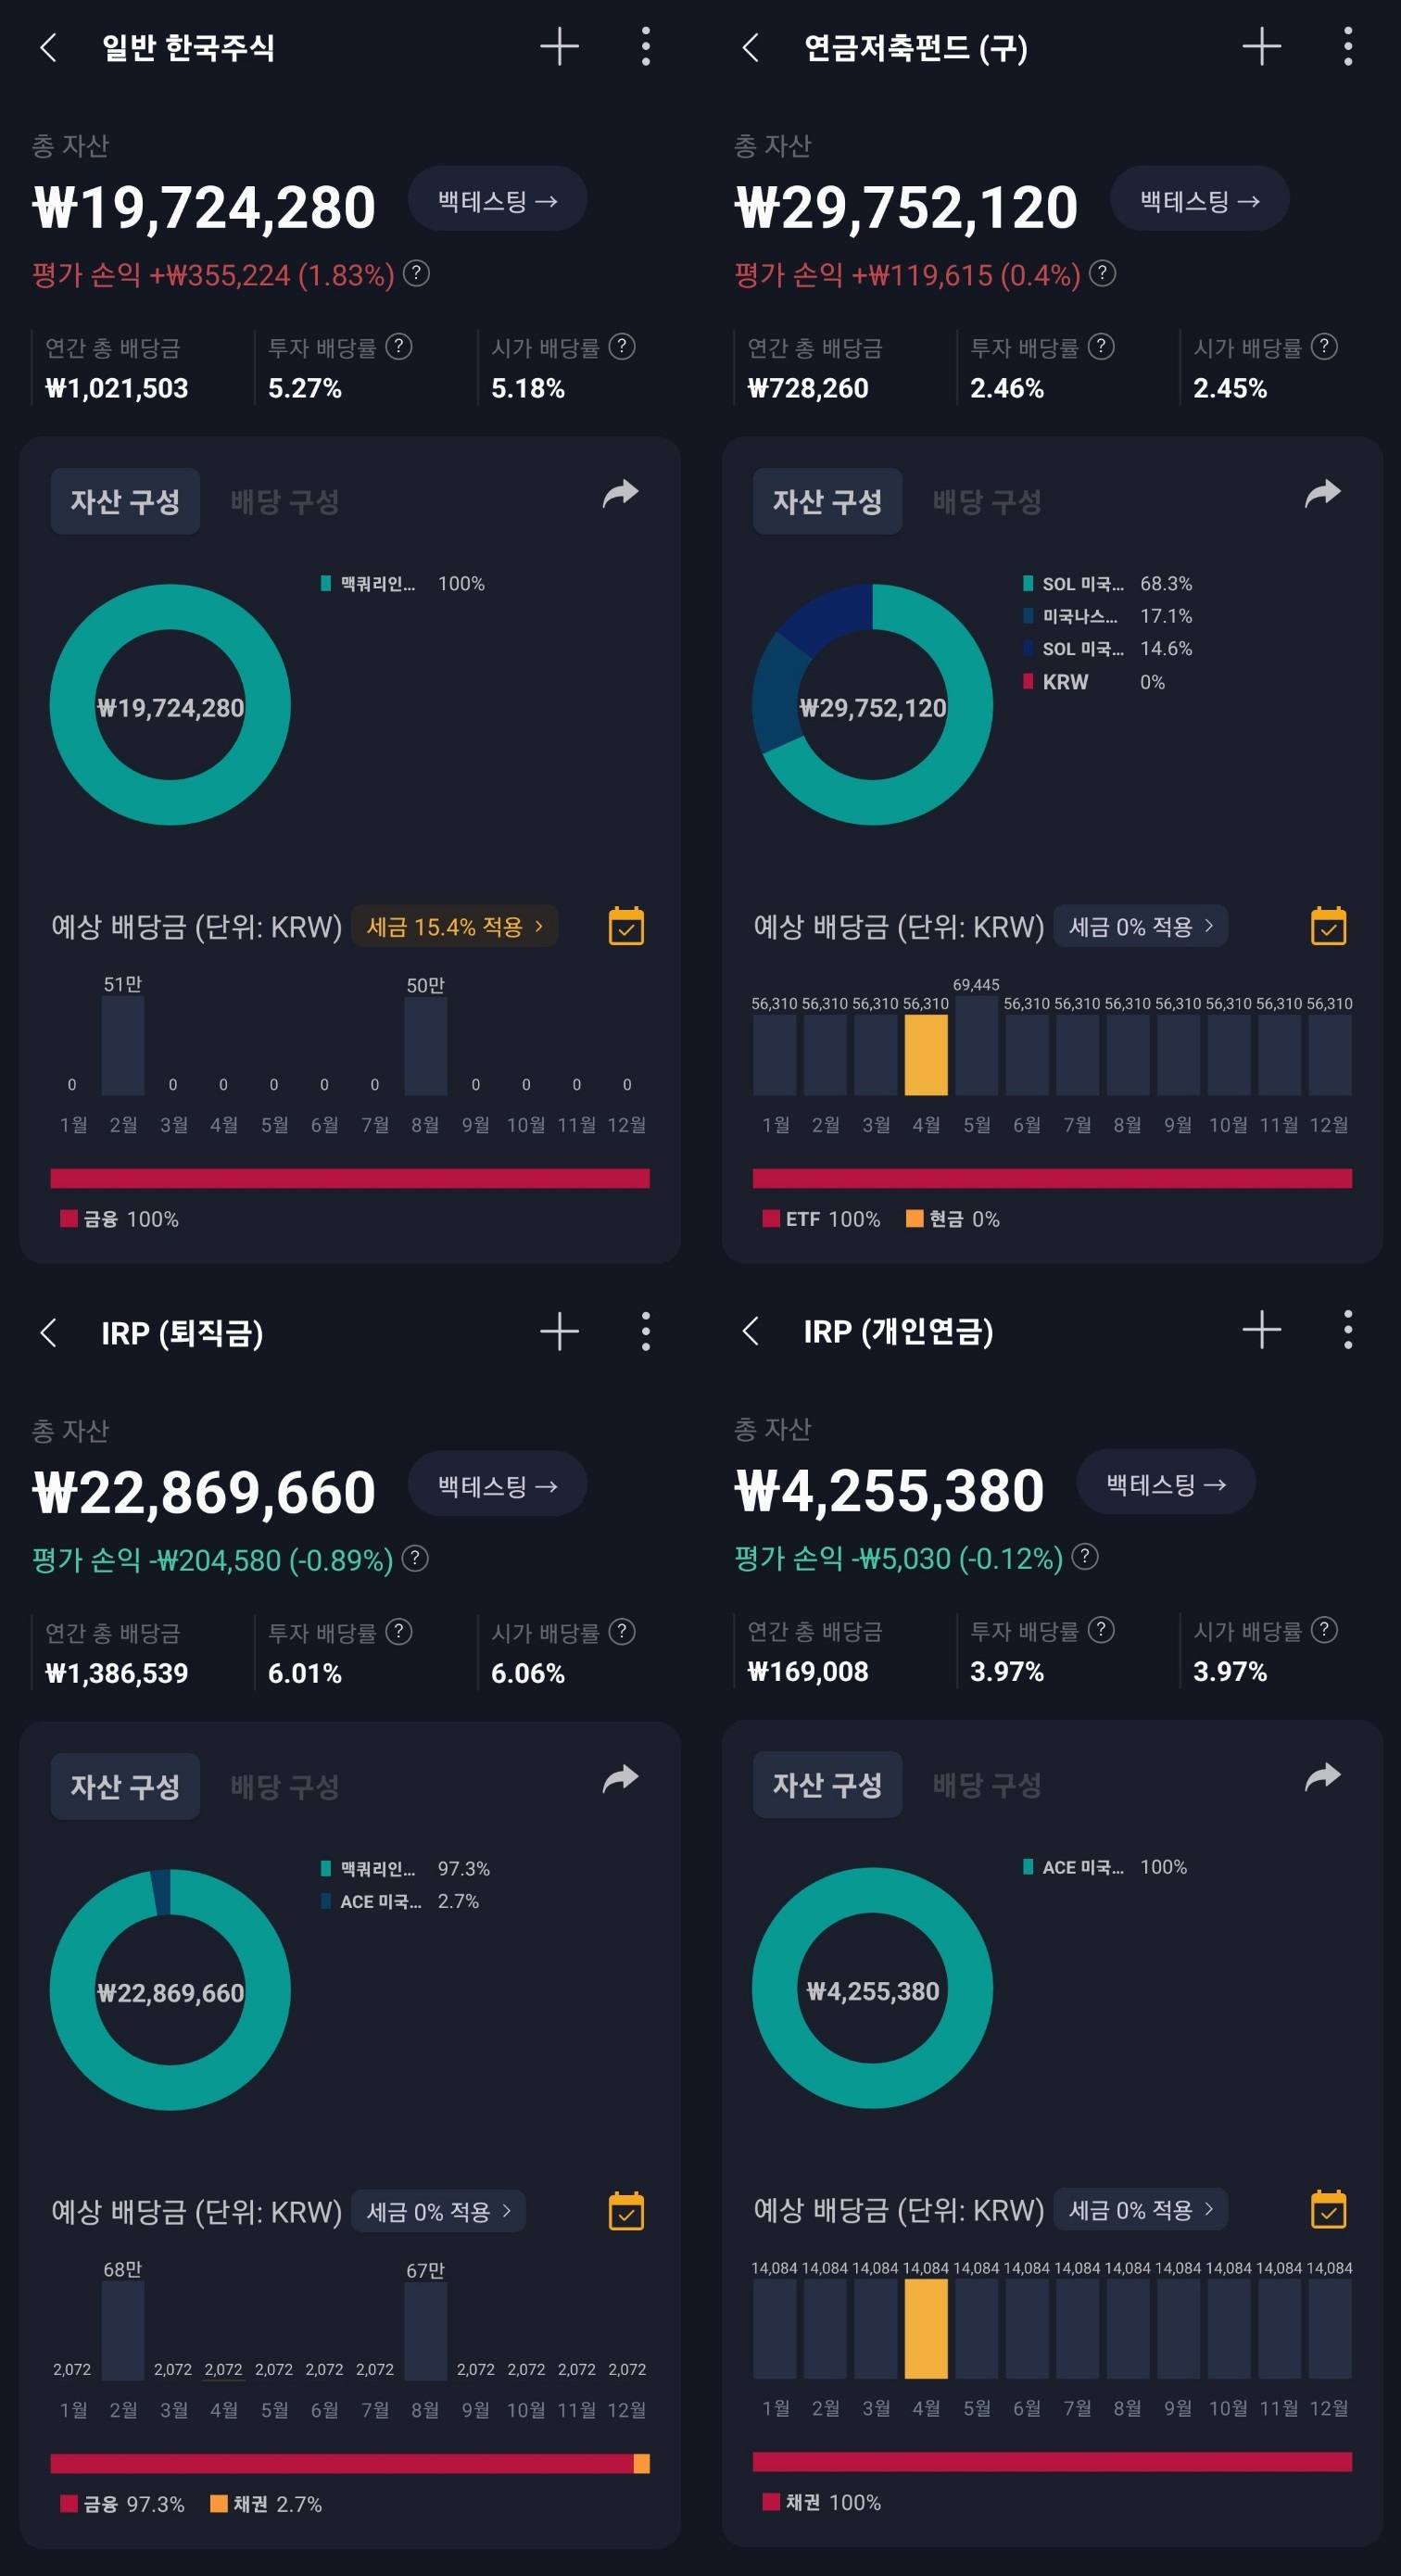 일반 한국주식
총 자산
₩19,724,280 백테스팅 →
평가 손익 +₩355,224 (1.83%) ?
연간 총 배당금 투자 배당률 ? 시가 배당률 ?
₩1,021,503 5.27% 5.18%
자산 구성 배당 구성
맥쿼리인... 100%
₩19,724,280
예상 배당금 (단위: KRW) 세금 15.4% 적용 >
51만 50만
0 0 0 0 0 0 0 0 0 0
1월 2월 3월 4월 5월 6월 7월 8월 9월 10월 11월 12월
금융 100%
연금저축펀드 (구)
총 자산
₩29,752,120 백테스팅 →
평가 손익 +₩119,615 (0.4%) ?
연간 총 배당금 투자 배당률 ? 시가 배당률 ?
₩728,260 2.46% 2.45%
자산 구성 배당 구성
SOL 미국... 68.3%
미국나스... 17.1%
SOL 미국... 14.6%
KRW 0%
₩29,752,120
예상 배당금 (단위: KRW) 세금 0% 적용 >
69,445
56,310 56,310 56,310 56,310 56,310 56,310 56,310 56,310 56,310 56,310 56,310
1월 2월 3월 4월 5월 6월 7월 8월 9월 10월 11월 12월
ETF 100% 현금 0%
IRP (퇴직금)
총 자산
₩22,869,660 백테스팅 →
평가 손익 -₩204,580 (-0.89%) ?
연간 총 배당금 투자 배당률 ? 시가 배당률 ?
₩1,386,539 6.01% 6.06%
자산 구성 배당 구성
맥쿼리인... 97.3%
ACE 미국... 2.7%
₩22,869,660
예상 배당금 (단위: KRW) 세금 0% 적용 >
68만 67만
2,072 2,072 2,072 2,072 2,072 2,072 2,072 2,072 2,072 2,072
1월 2월 3월 4월 5월 6월 7월 8월 9월 10월 11월 12월
금융 97.3% 채권 2.7%
IRP (개인연금)
총 자산
₩4,255,380 백테스팅 →
평가 손익 -₩5,030 (-0.12%) ?
연간 총 배당금 투자 배당률 ? 시가 배당률 ?
₩169,008 3.97% 3.97%
자산 구성 배당 구성
ACE 미국... 100%
₩4,255,380
예상 배당금 (단위: KRW) 세금 0% 적용 >
14,084 14,084 14,084 14,084 14,084 14,084 14,084 14,084 14,084 14,084 14,084 14,084
1월 2월 3월 4월 5월 6월 7월 8월 9월 10월 11월 12월
채권 100%